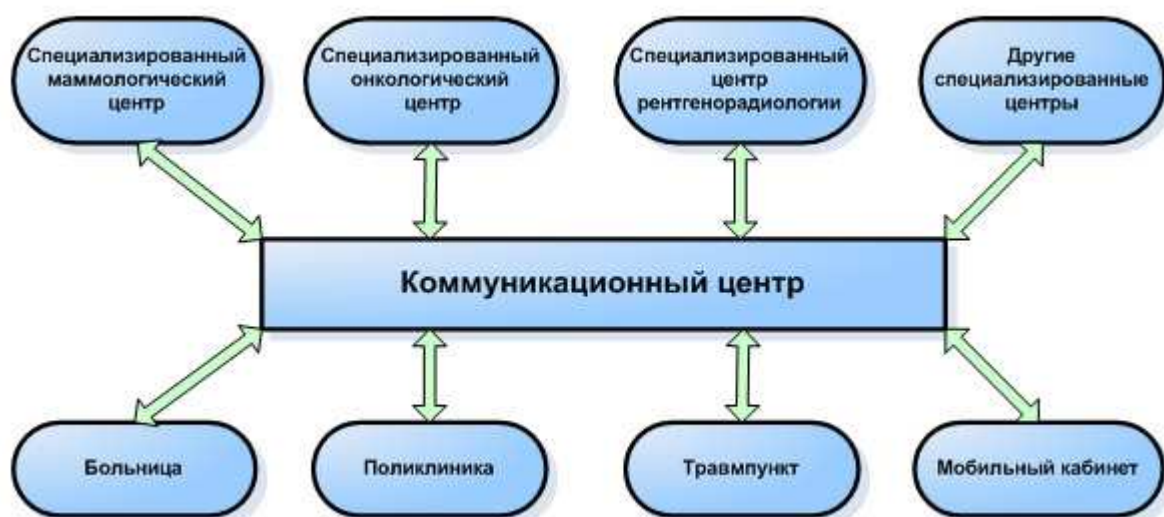 Специализированный
маммологический
центр
Специализированный
онкологический
центр
Специализированный
центр
рентгенорадиологии
Другие
специализированные
центры
Коммуникационный центр
Больница
Поликлиника
Травмпункт
Мобильный кабинет